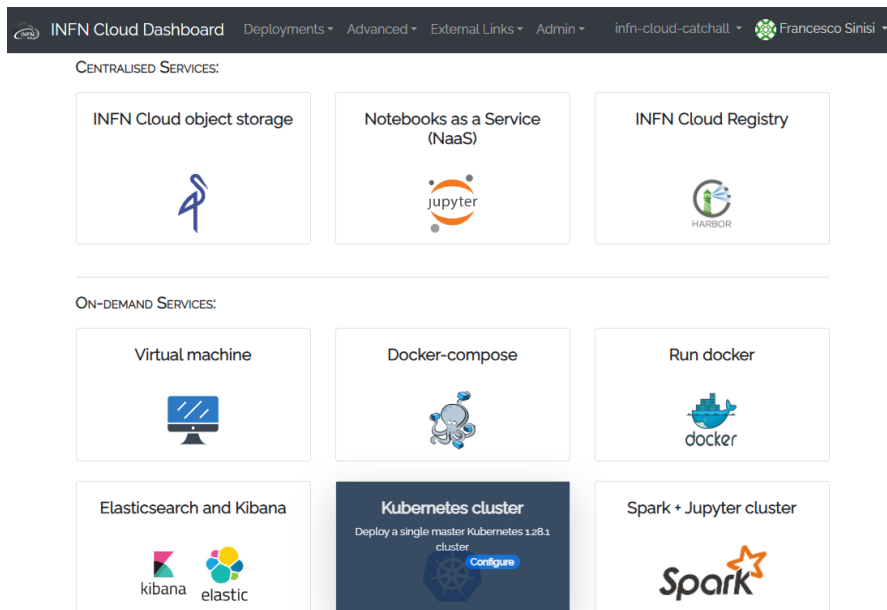 INFN Cloud Dashboard Deployments Advanced External Links Admin infn-cloud-catchall Francesco Sinisi
CENTRALISED SERVICES:
INFN Cloud object storage
Notebooks as a Service
(NaaS)
jupyter
INFN Cloud Registry
HARBOR
ON-DEMAND SERVICES:
Virtual machine
Docker-compose
Run docker
docker
Elasticsearch and Kibana
kibana
elastic
Kubernetes cluster
Deploy a single master Kubernetes 1.28.1
cluster
Configure
Spark + Jupyter cluster
Spark